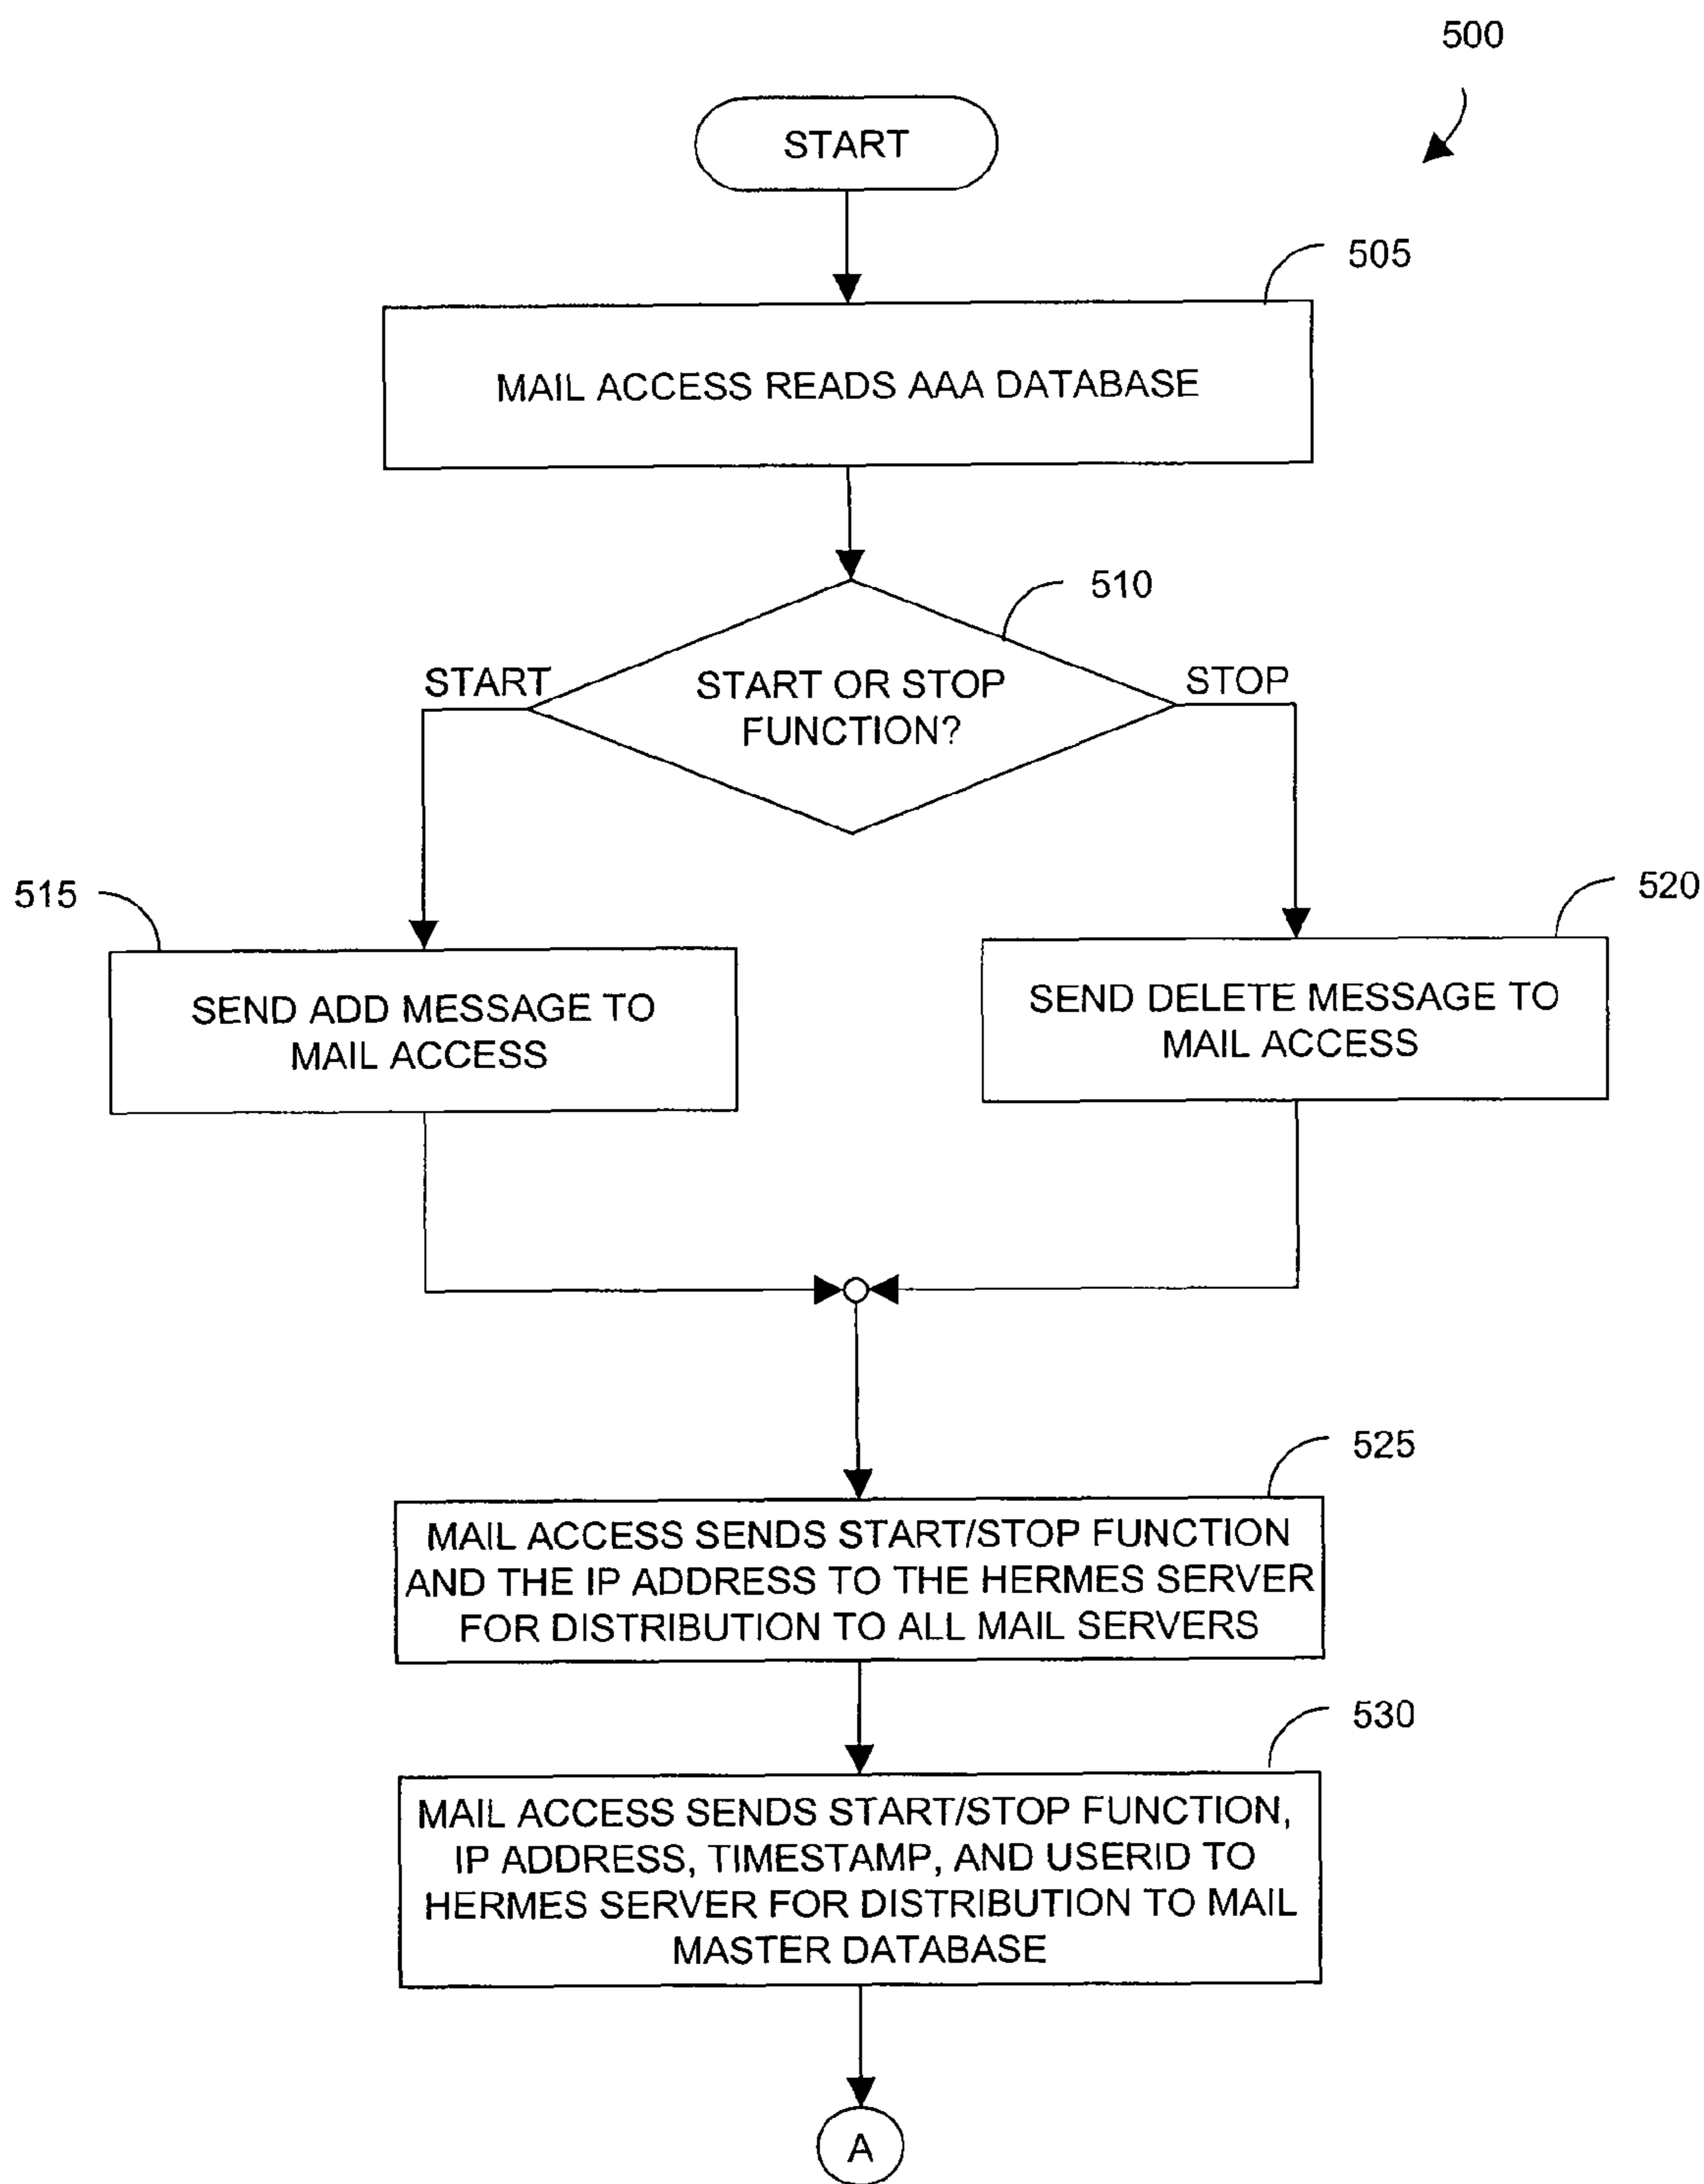 500
START
505
MAIL ACCESS READS AAA DATABASE
510
START
START OR STOP
FUNCTION?
STOP
515
520
SEND ADD MESSAGE TO
MAIL ACCESS
SEND DELETE MESSAGE TO
MAIL ACCESS
525
MAIL ACCESS SENDS START/STOP FUNCTION
AND THE IP ADDRESS TO THE HERMES SERVER
FOR DISTRIBUTION TO ALL MAIL SERVERS
530
MAIL ACCESS SENDS START/STOP FUNCTION,
IP ADDRESS, TIMESTAMP, AND USERID TO
HERMES SERVER FOR DISTRIBUTION TO MAIL
MASTER DATABASE
A